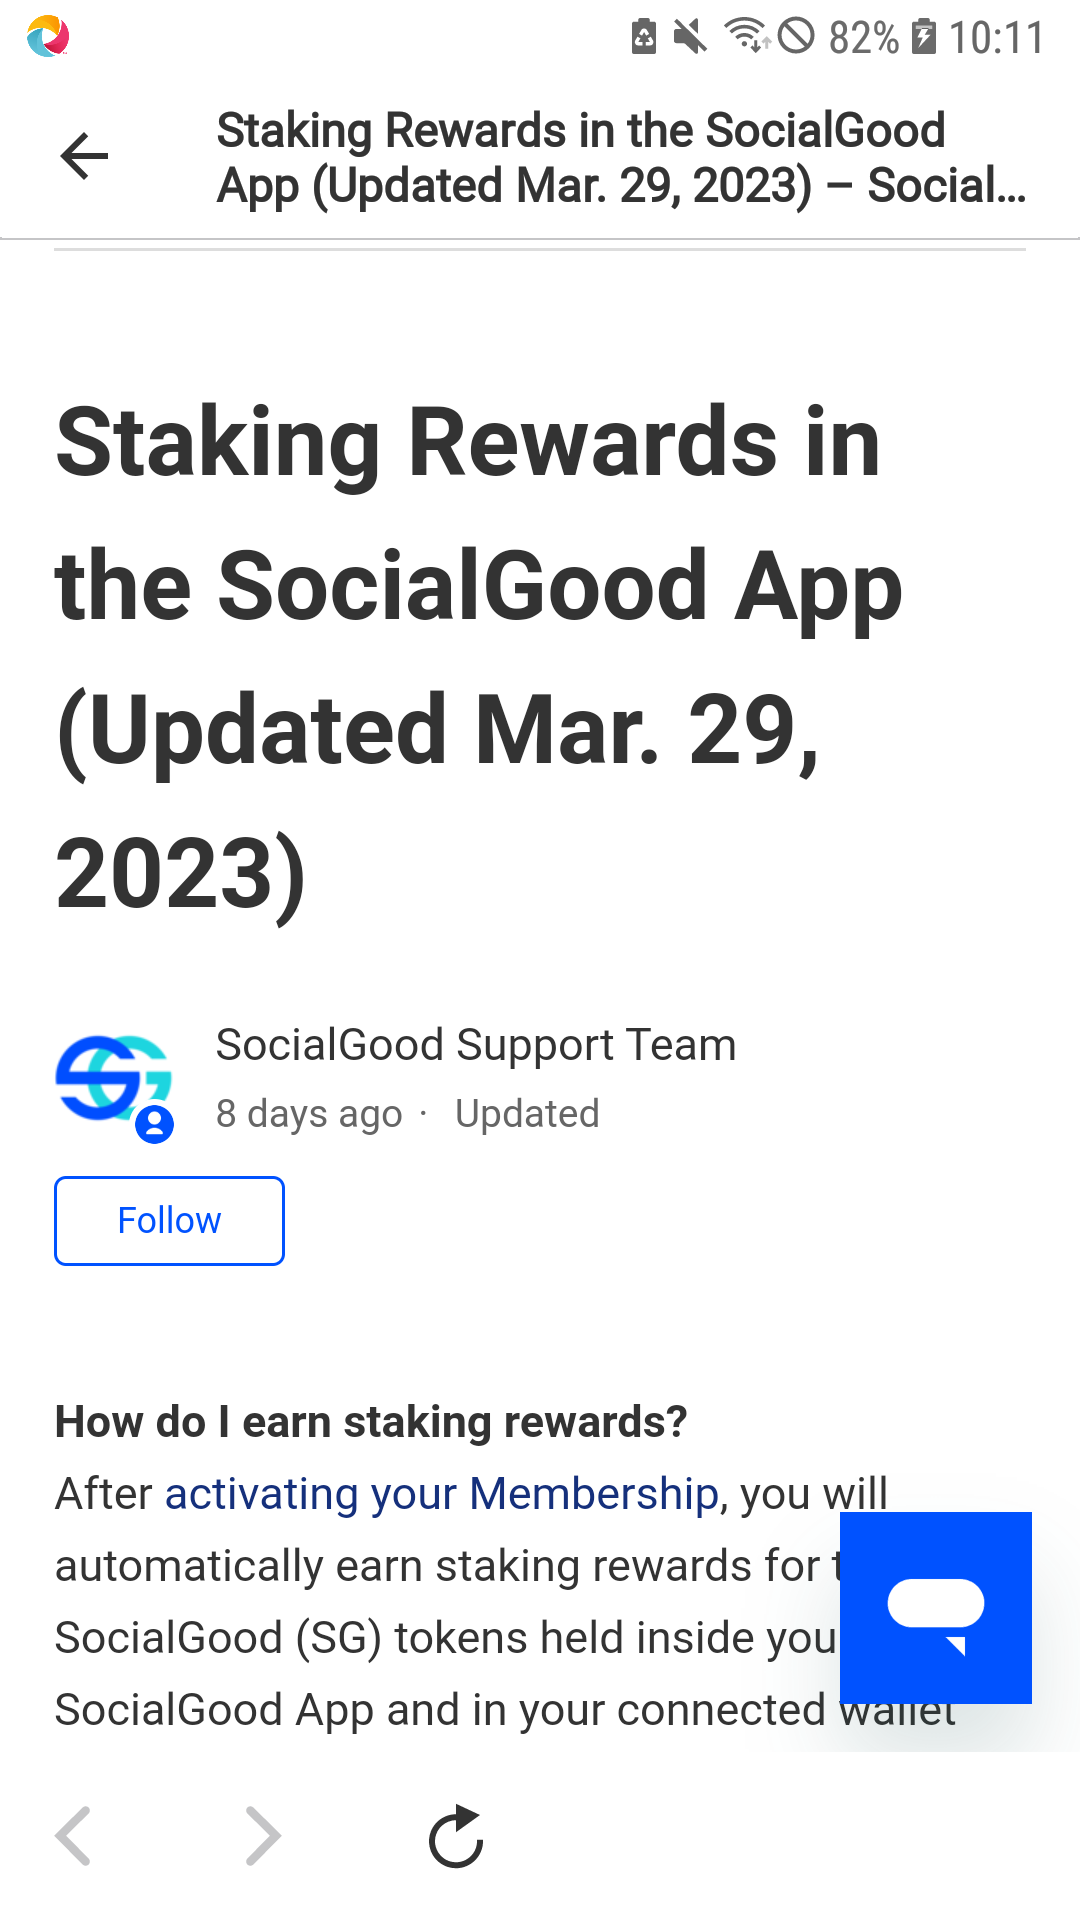 82% 10:11
Staking Rewards in the SocialGood
App (Updated Mar. 29, 2023) – Social...
Staking Rewards in
the SocialGood App
(Updated Mar. 29,
2023)
SocialGood Support Team
8 days ago · Updated
Follow
How do I earn staking rewards?
After activating your Membership, you will
automatically earn staking rewards for
SocialGood (SG) tokens held inside
SocialGood App and in your connected wallet